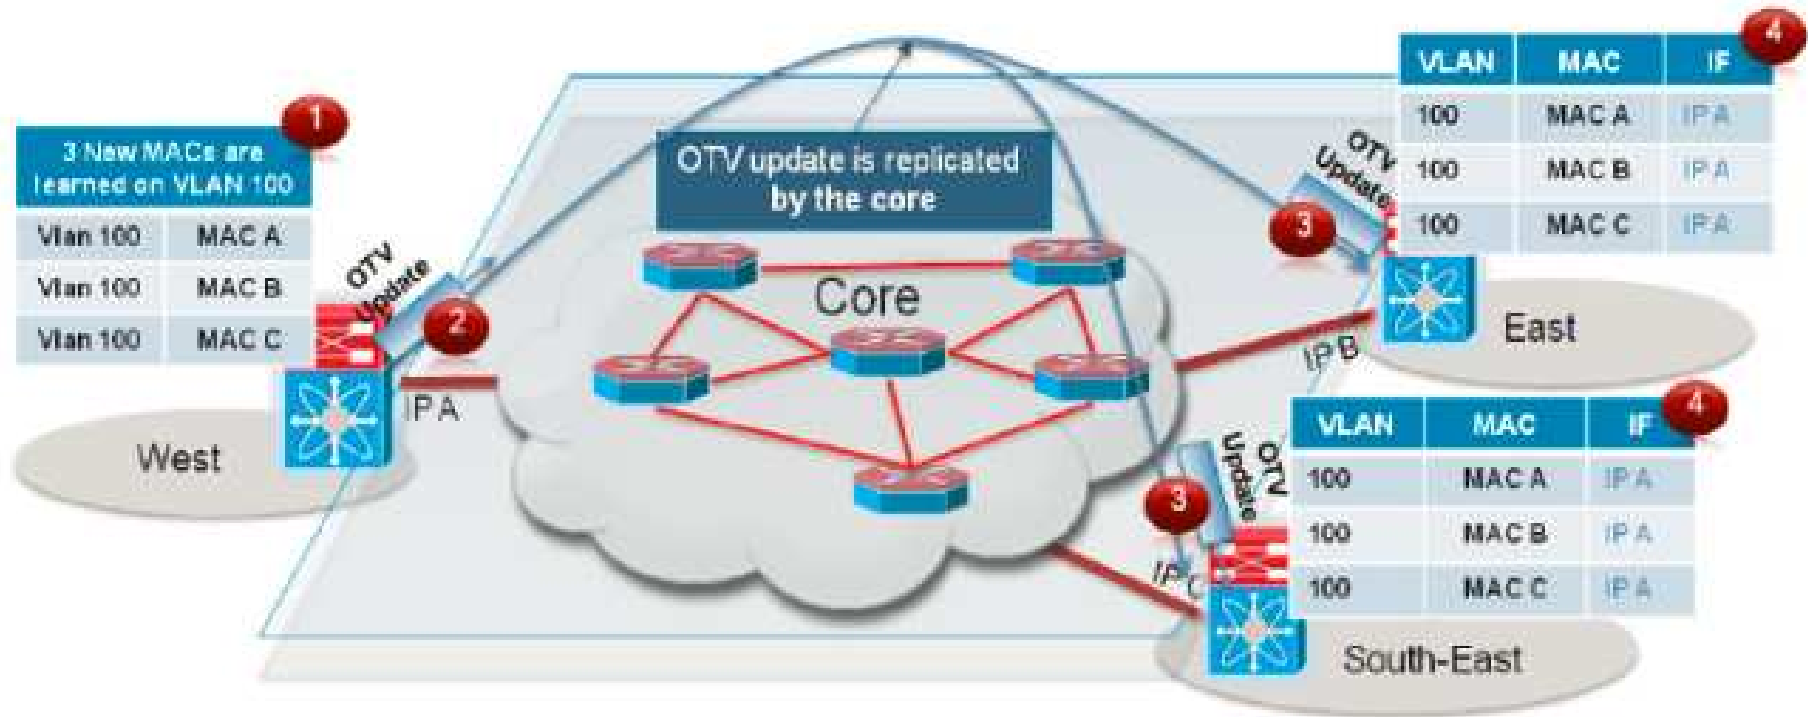 1
3 New MACs are
learned on VLAN 100
Vlan 100 MAC A
Vlan 100 MAC B
Vlan 100 MAC C
OTV
Update
2
IP A
West
OTV update is replicated
by the core
Core
OTV
Update
3
4
VLAN MAC IF
100 MAC A IP A
100 MAC B IP A
100 MAC C IP A
IP B
East
OTV
Update
3
IP C
4
VLAN MAC IF
100 MAC A IP A
100 MAC B IP A
100 MAC C IP A
South-East